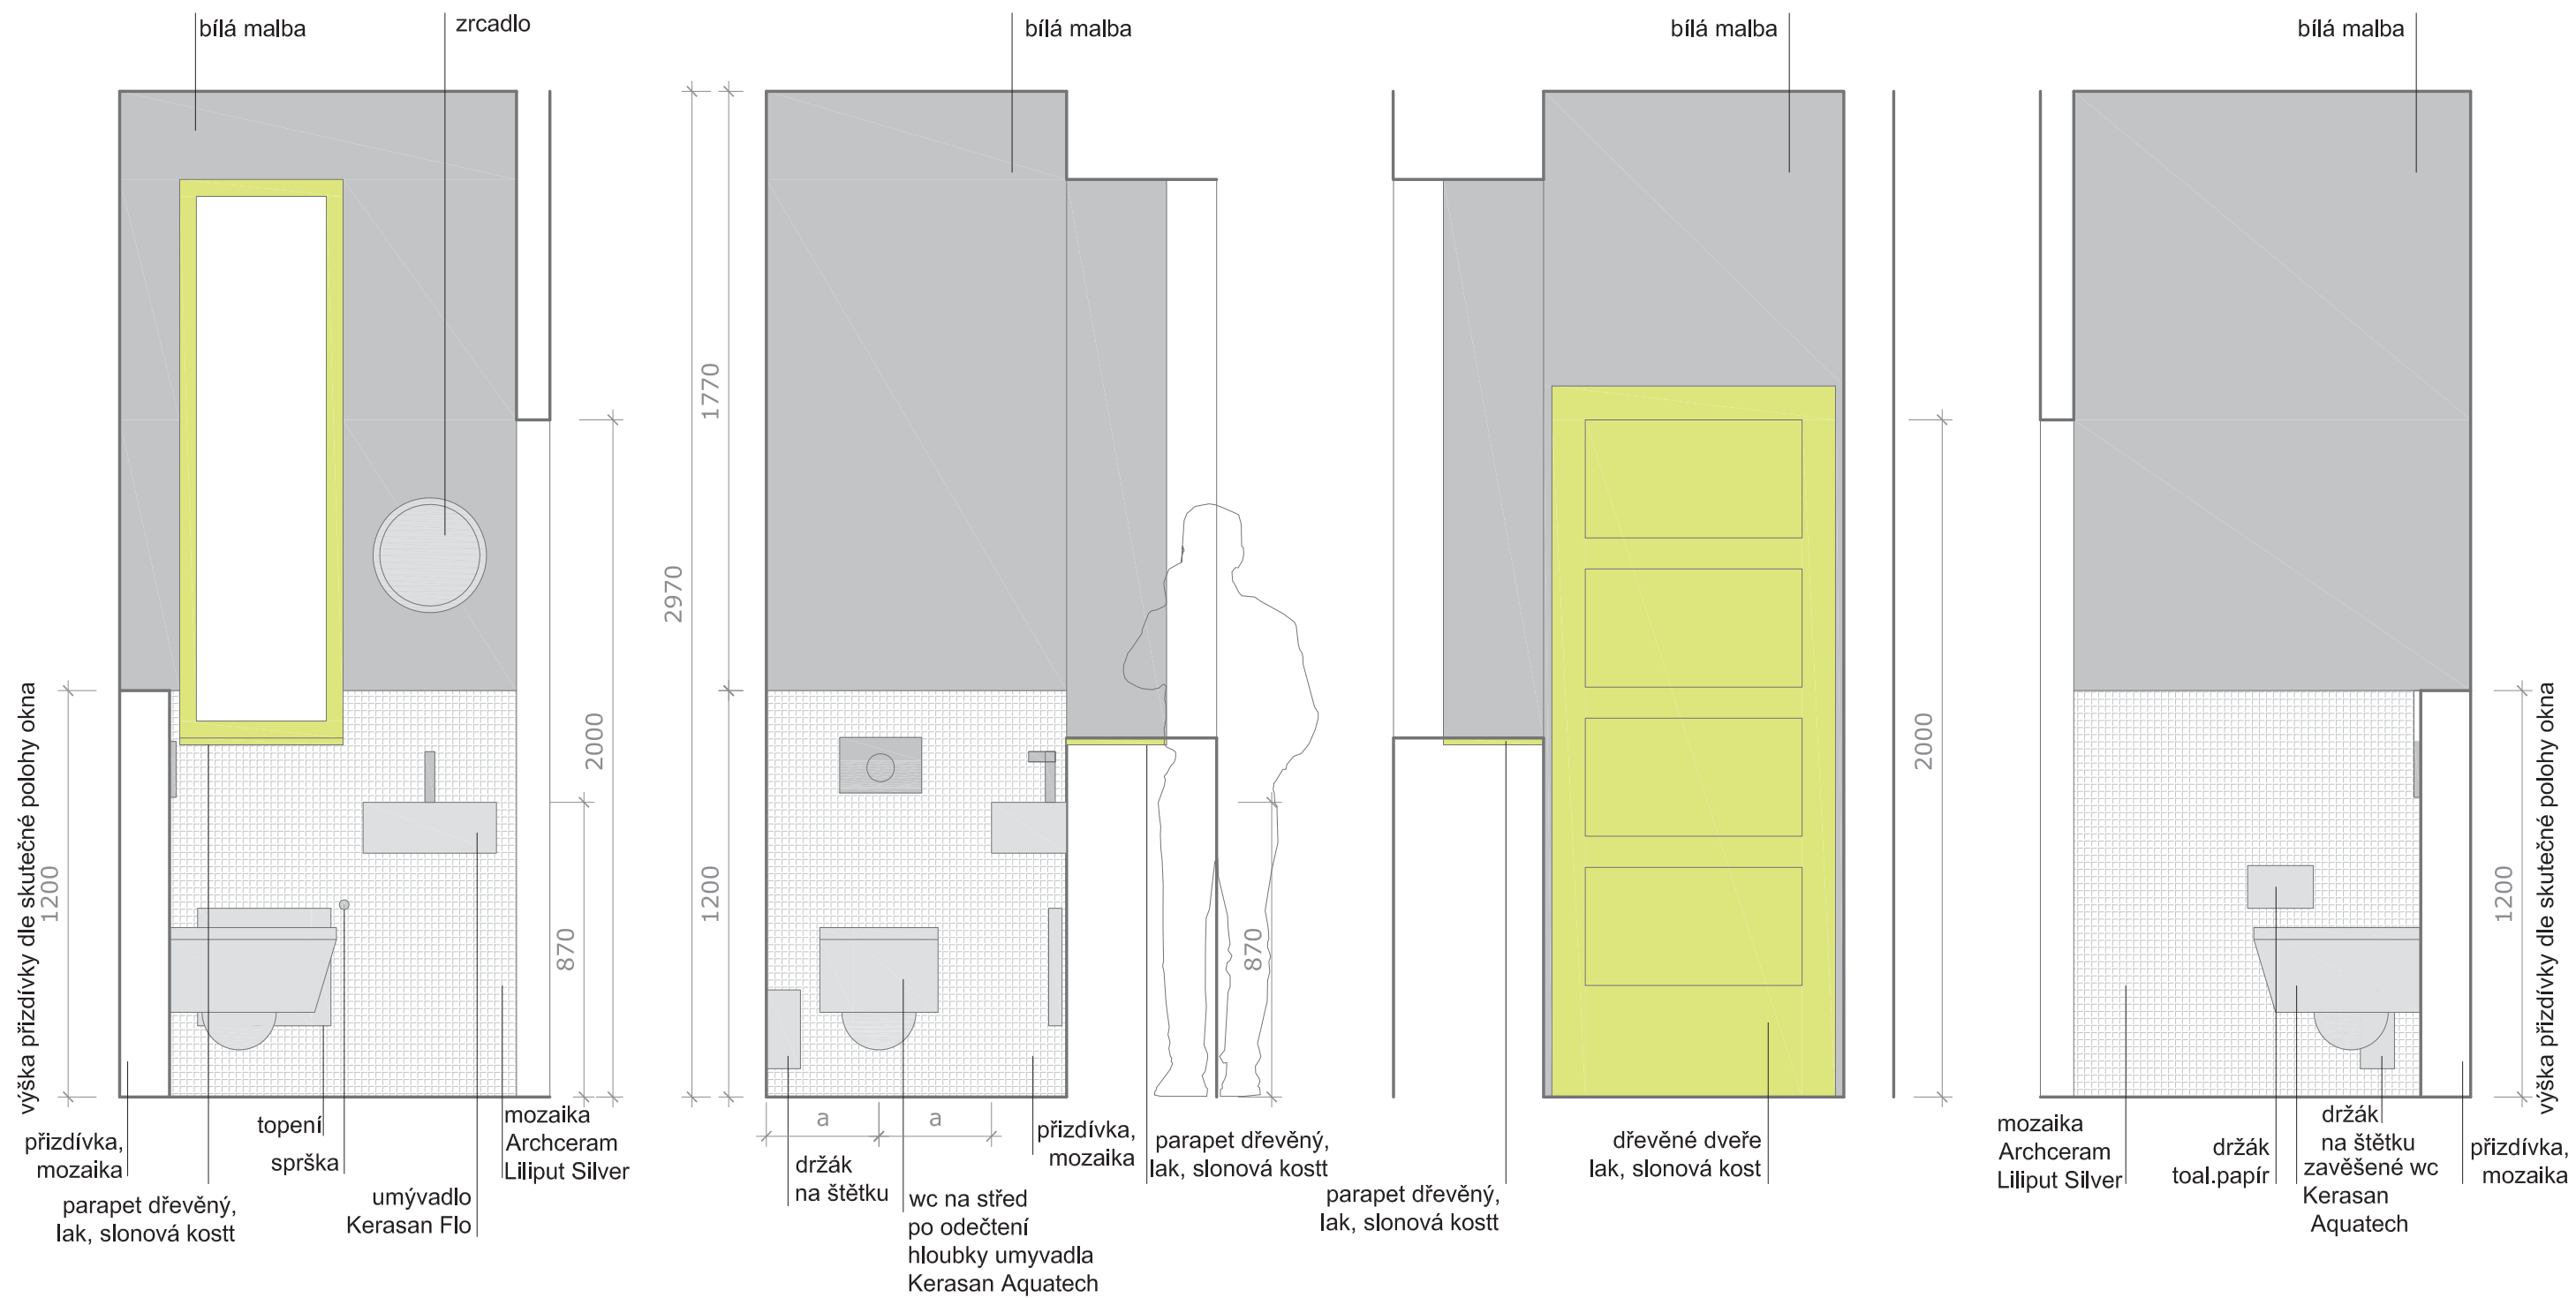 bílá malba
zrcadlo
bílá malba
bílá malba
bílá malba
výška přizdívky dle skutečné polohy okna
1200
2000
870
2970
1770
1200
870
2000
1200
výška přizdívky dle skutečné polohy okna
přizdívka,
mozaika
parapet dřevěný,
lak, slonová kostt
topení
sprška
umývadlo
Kerasan Flo
mozaika
Archceram
Liliput Silver
a
a
držák
na štětku
wc na střed
po odečtení
hloubky umyvadla
Kerasan Aquatech
přizdívka,
mozaika
parapet dřevěný,
lak, slonová kostt
parapet dřevěný,
lak, slonová kostt
dřevěné dveře
lak, slonová kost
mozaika
Archceram
Liliput Silver
držák
toal.papír
držák
na štětku
zavěšené wc
Kerasan
Aquatech
přizdívka,
mozaika